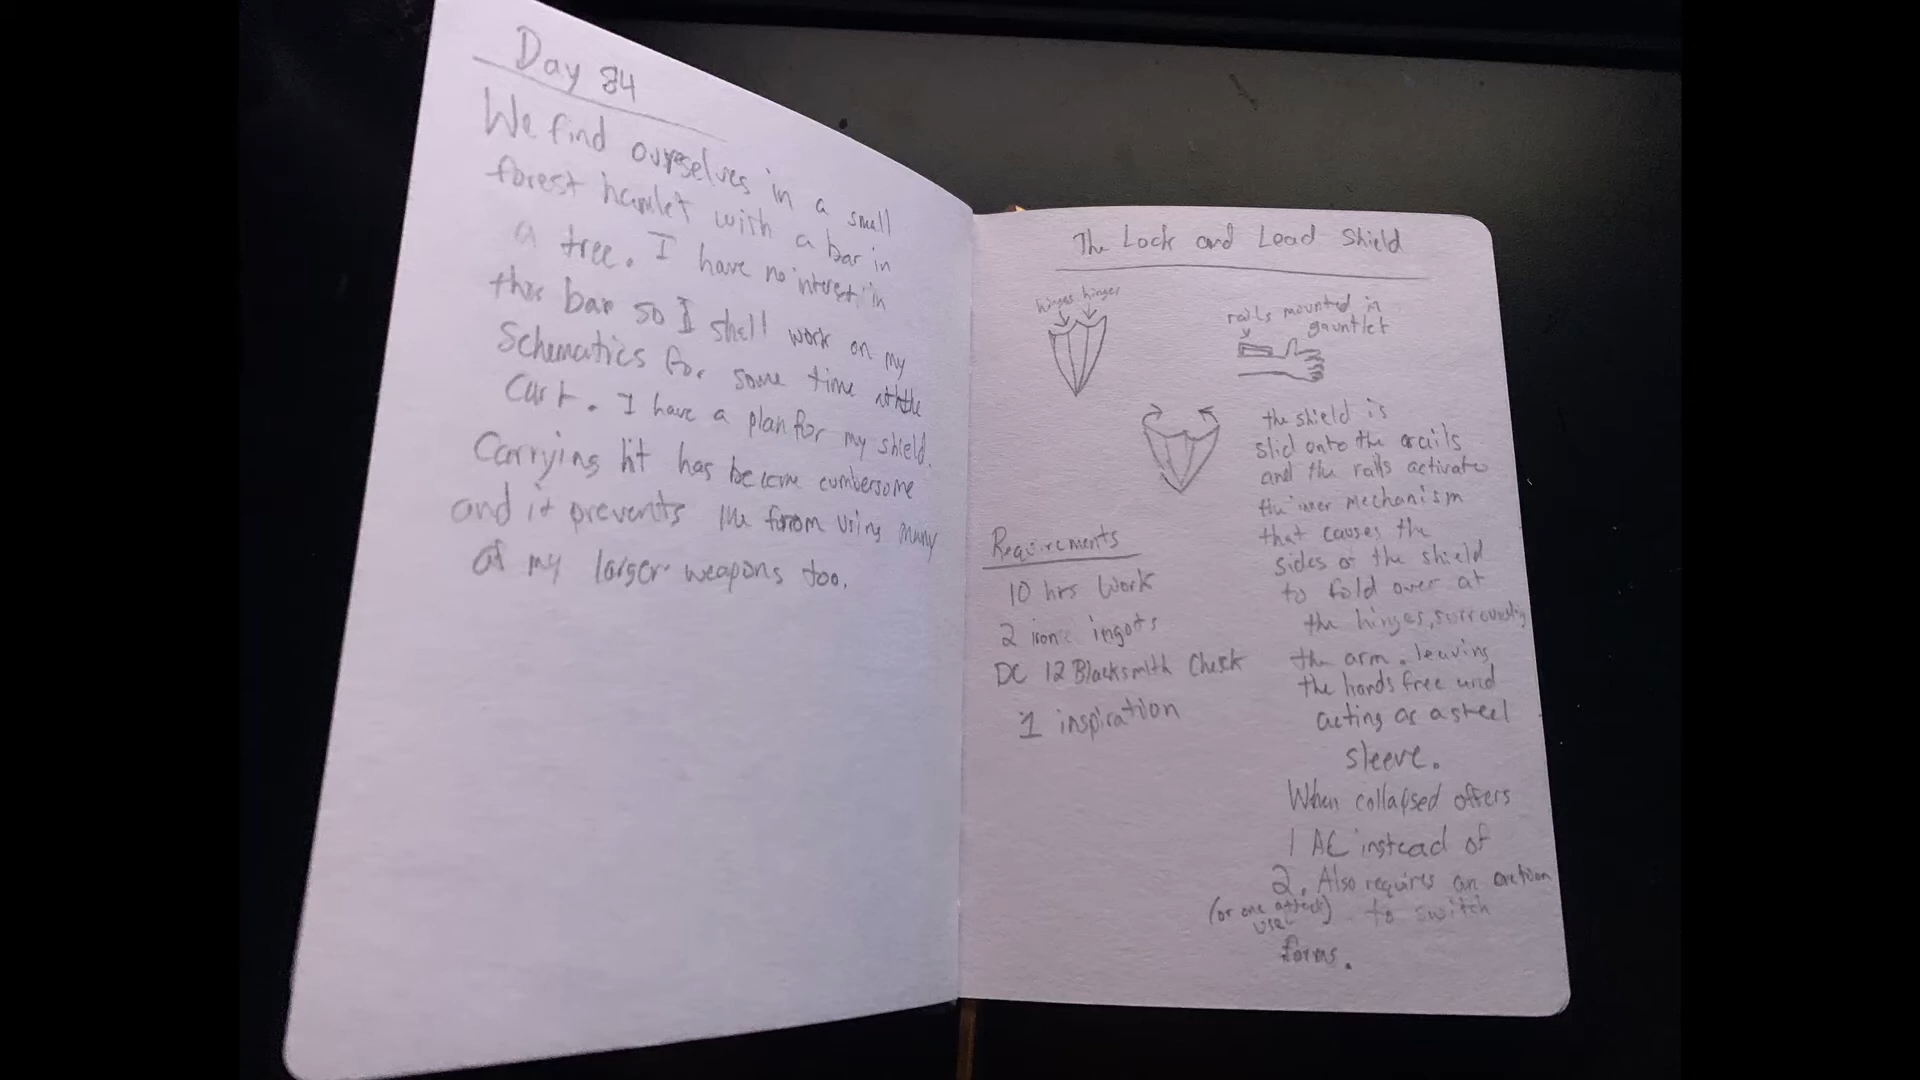 Day 84
We find ourselves in a small
forest hamlet with a bar in
a tree. I have no interest in
this bar so I shall work on my
Schematics for some time at the
Cart. I have a plan for my shield.
Carrying it has become cumbersome
and it prevents me from using many
of my larger weapons too.
The Lock and Load Shield
hinges hinges
rails mounted in
gauntlet
the shield is
slid onto the rails
and the rails activate
the inner mechanism
that causes the
sides of the shield
to fold over at
the hinges, surrounding
the arm. leaving
the hands free and
acting as a steel
sleeve.
When collapsed offers
1 AC instead of
2. Also requires an action
(or one attack) to switch
use
forms.
Requirements
10 hrs Work
2 iron ingots
DC 12 Blacksmith Check
1 inspiration